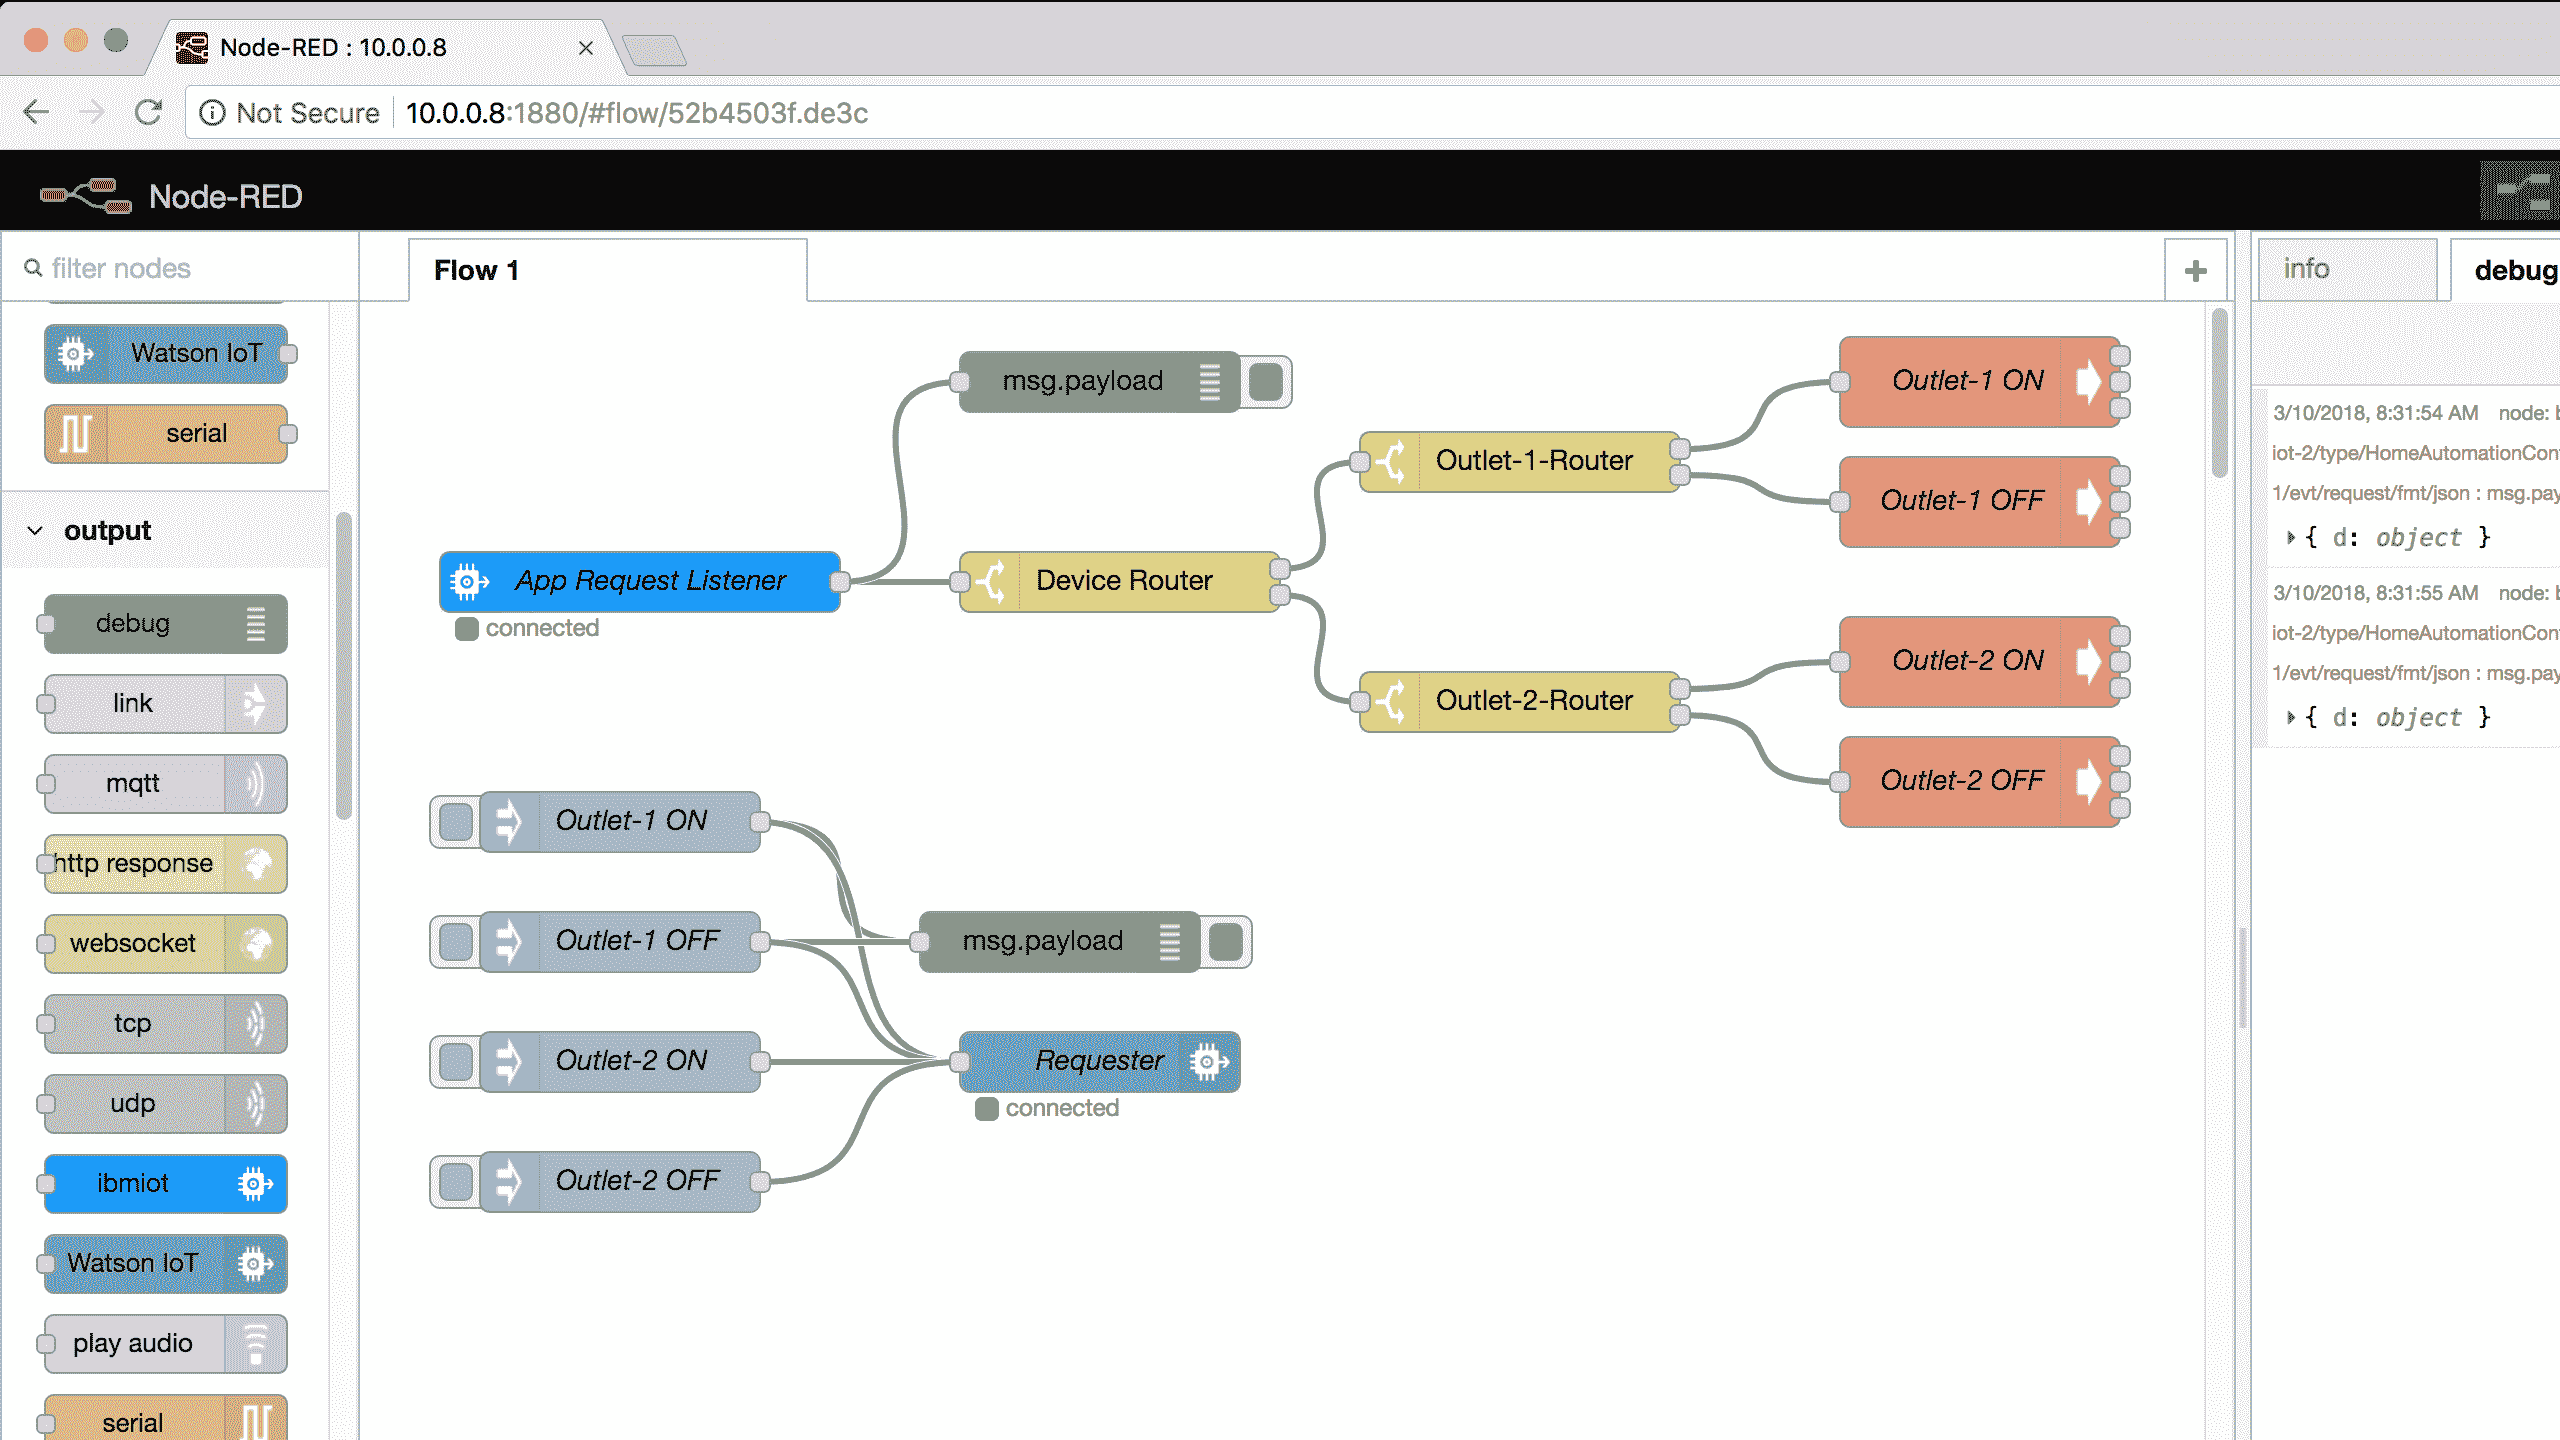 Node-RED : 10.0.0.8
Not Secure 10.0.0.8:1880/#flow/52b4503f.de3c
Node-RED
filter nodes
Watson IoT
serial
output
debug
link
mqtt
http response
websocket
tcp
udp
ibmiot
Watson IoT
play audio
serial
Flow 1
msg.payload
App Request Listener
connected
Device Router
Outlet-1-Router
Outlet-2-Router
Outlet-1 ON
Outlet-1 OFF
Outlet-2 ON
Outlet-2 OFF
Outlet-1 ON
Outlet-1 OFF
Outlet-2 ON
Outlet-2 OFF
msg.payload
Requester
connected
info
debug
3/10/2018, 8:31:54 AM node:
iot-2/type/HomeAutomationCon
1/evt/request/fmt/json : msg.pay
{ d: object }
3/10/2018, 8:31:55 AM node:
iot-2/type/HomeAutomationCon
1/evt/request/fmt/json : msg.pay
{ d: object }